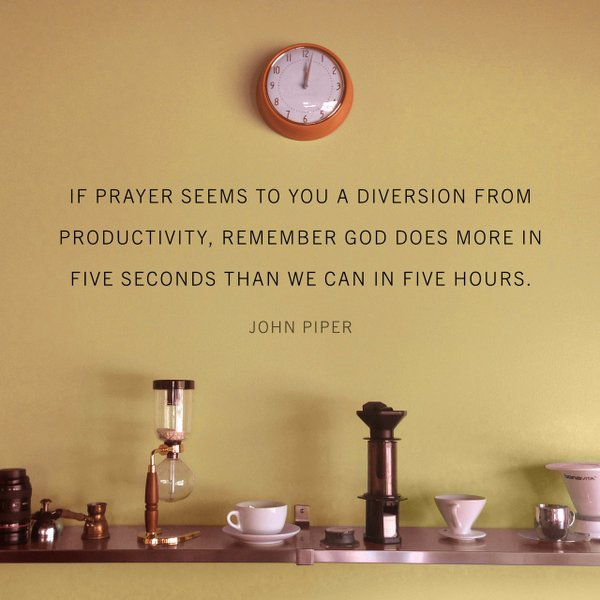 12
IF PRAYER SEEMS TO YOU A DIVERSION FROM
PRODUCTIVITY, REMEMBER GOD DOES MORE IN
FIVE SECONDS THAN WE CAN IN FIVE HOURS.
JOHN PIPER